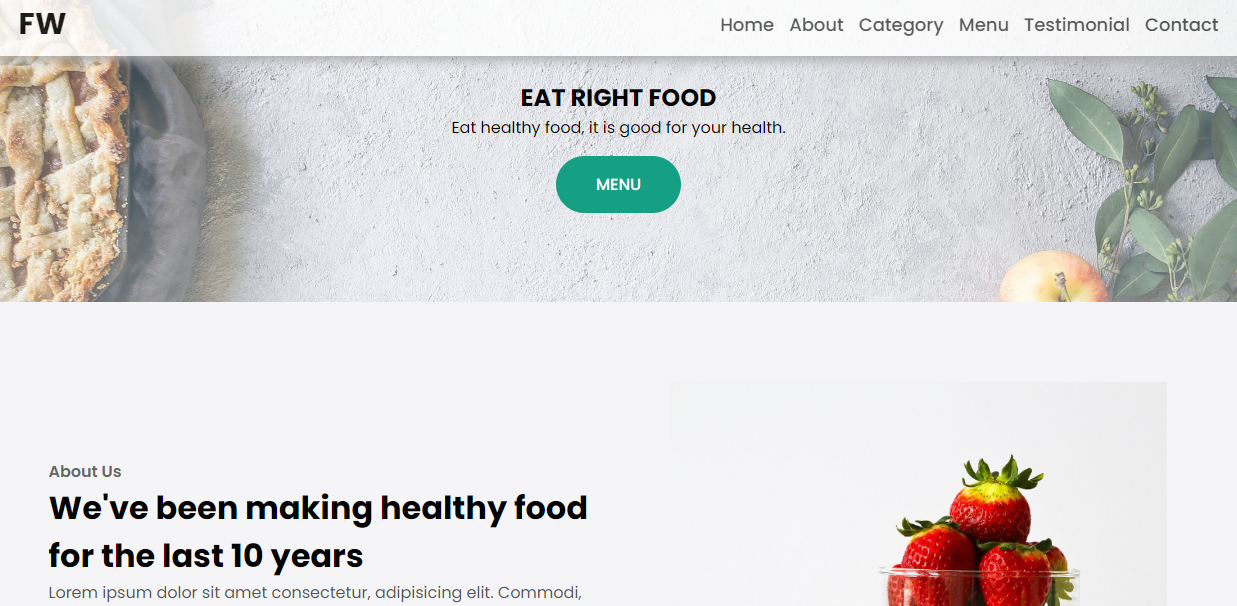 FW
Home About Category Menu Testimonial Contact
EAT RIGHT FOOD
Eat healthy food, it is good for your health.
MENU
About Us
We've been making healthy food
for the last 10 years
Lorem ipsum dolor sit amet consectetur, adipisicing elit. Commodi,